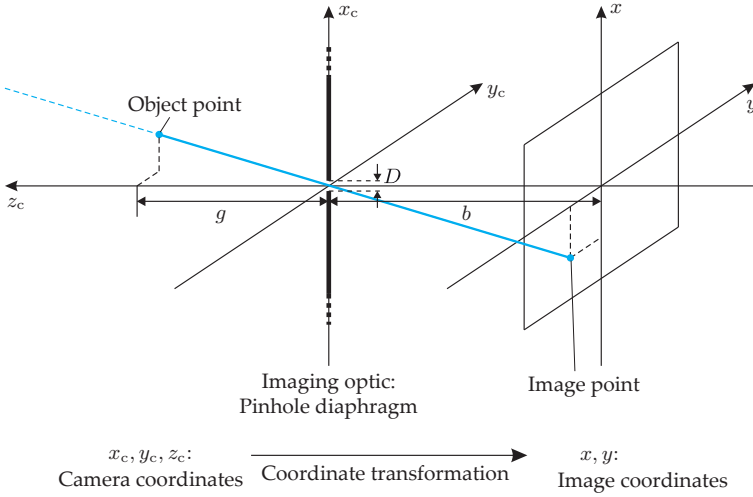 x_c
x
Object point
y_c
y
D
z_c
g
b
Imaging optic:
Pinhole diaphragm
Image point
x_c, y_c, z_c:
Camera coordinates
Coordinate transformation
x, y:
Image coordinates